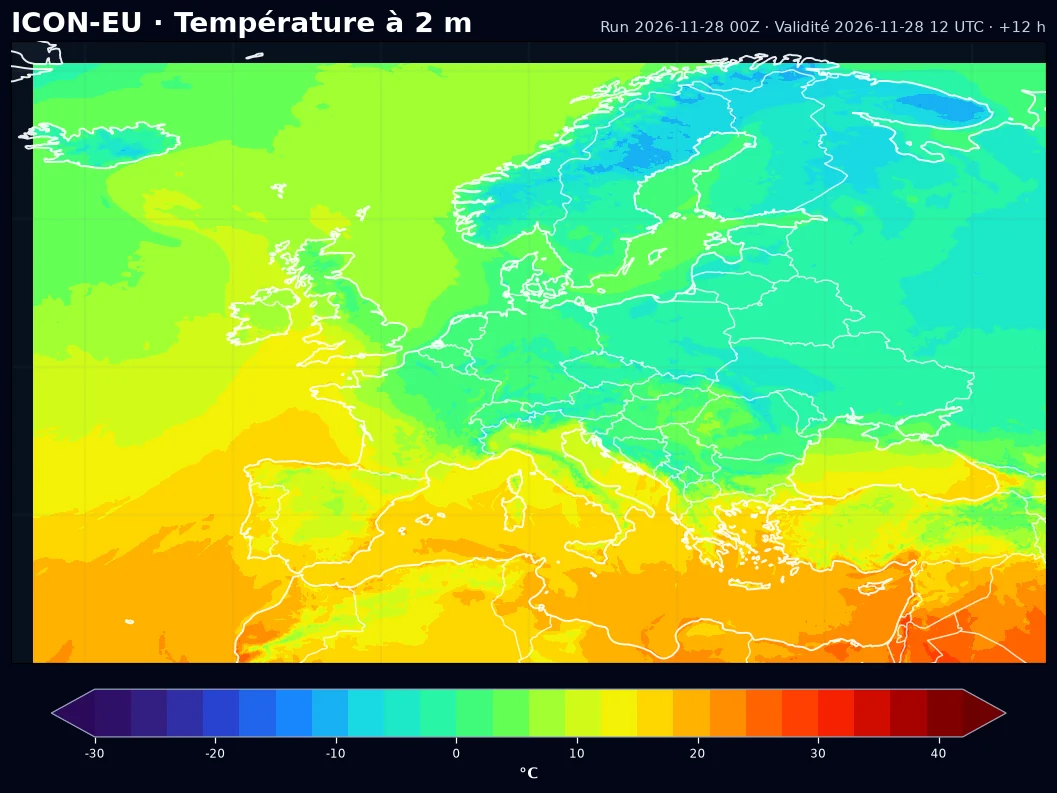 ICON-EU · Température à 2 m
Run 2026-11-28 00Z · Validité 2026-11-28 12 UTC · +12 h
-30 -20 -10 0 10 20 30 40
°C